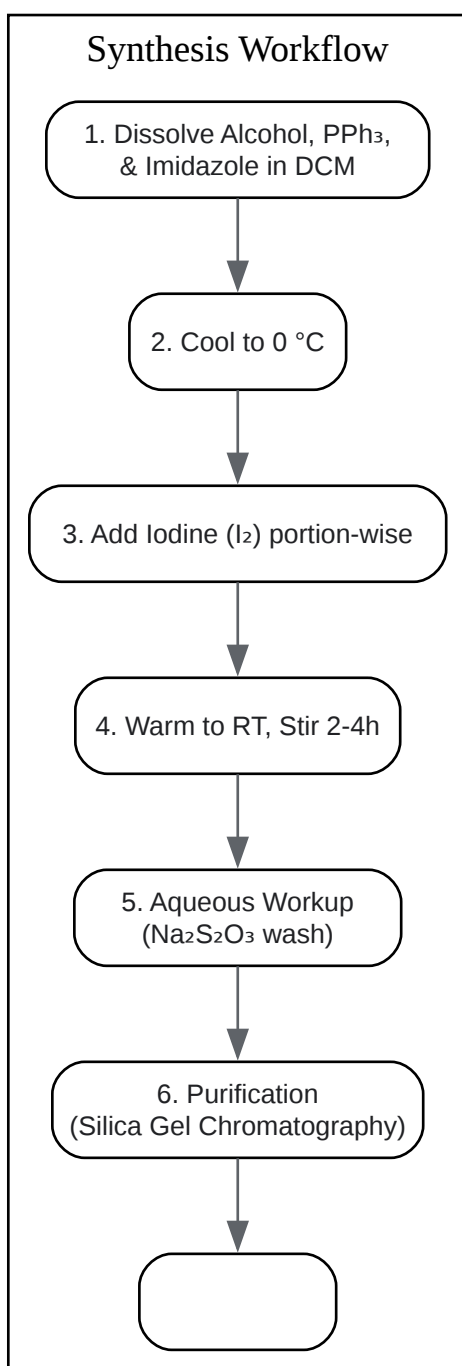 Synthesis Workflow
1. Dissolve Alcohol, PPh₃,
& Imidazole in DCM
2. Cool to 0 °C
3. Add Iodine (I₂) portion-wise
4. Warm to RT, Stir 2-4h
5. Aqueous Workup
(Na₂S₂O₃ wash)
6. Purification
(Silica Gel Chromatography)